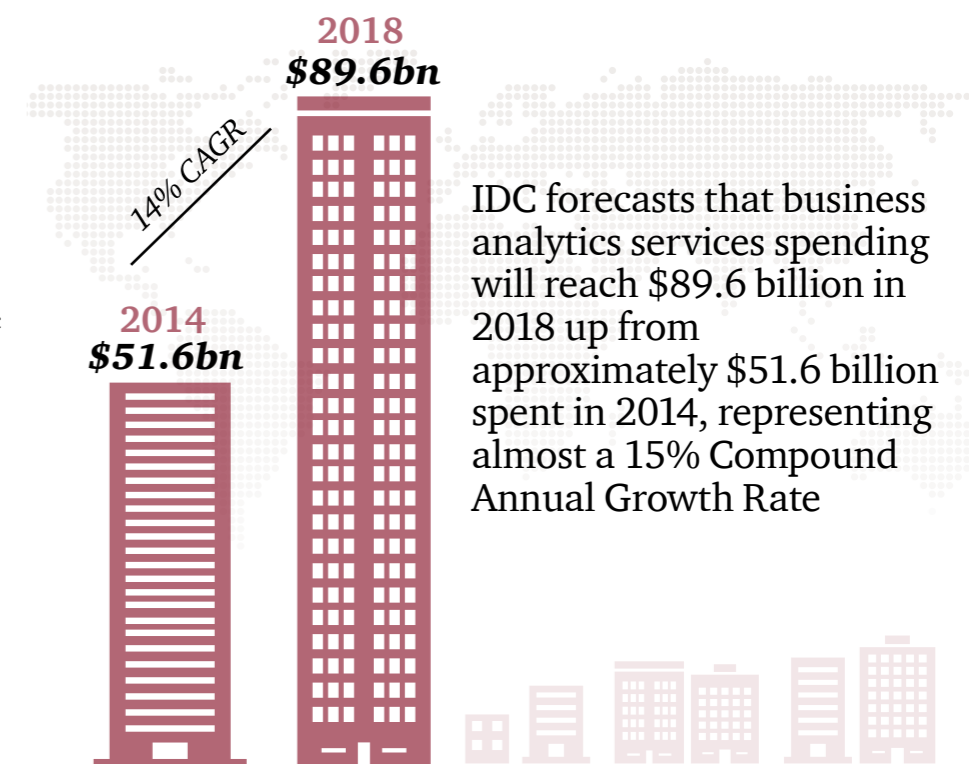 2018
$89.6bn
14% CAGR
2014
$51.6bn
IDC forecasts that business
analytics services spending
will reach $89.6 billion in
2018 up from
approximately $51.6 billion
spent in 2014, representing
almost a 15% Compound
Annual Growth Rate